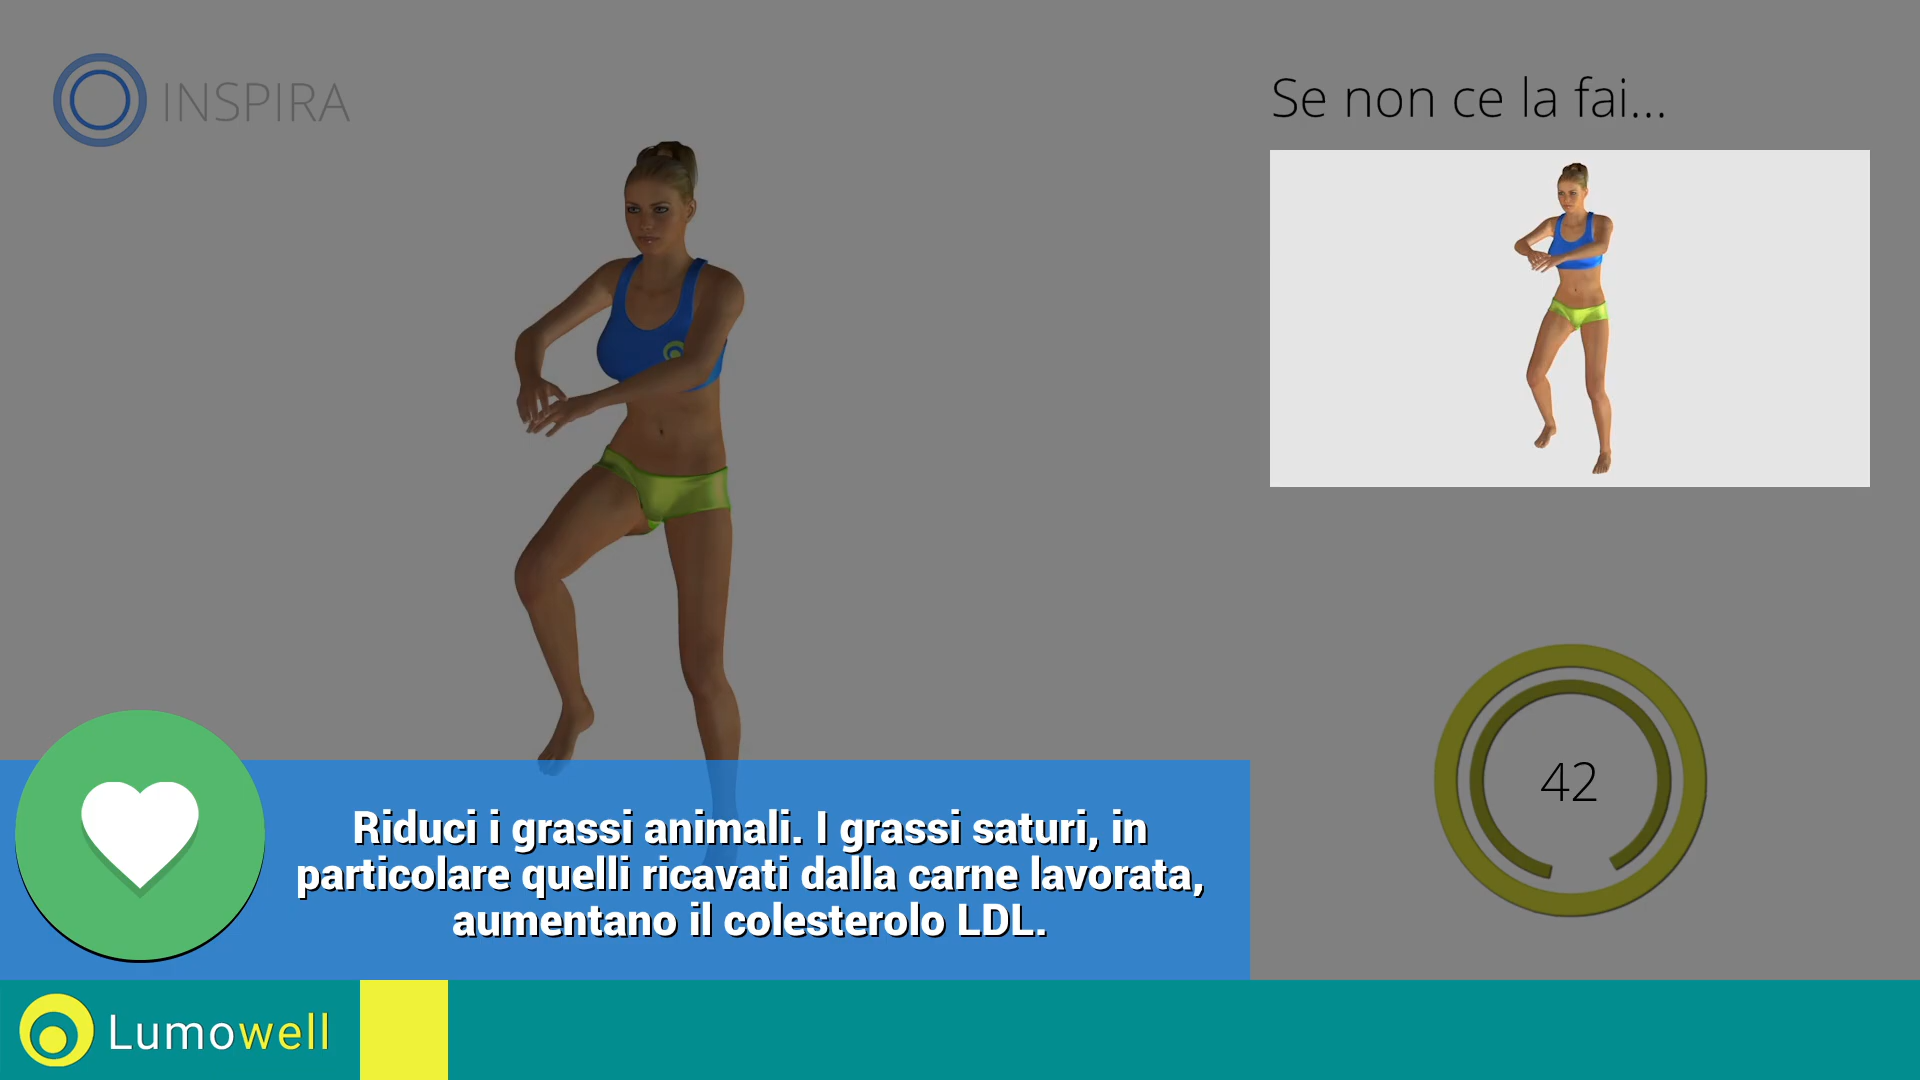 INSPIRA
Se non ce la fai...
42
Riduci i grassi animali. I grassi saturi, in
particolare quelli ricavati dalla carne lavorata,
aumentano il colesterolo LDL.
Lumowell